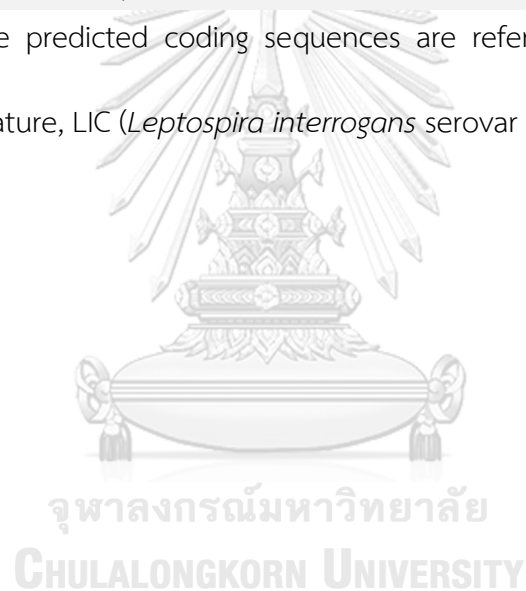 e predicted coding sequences are refer
ature, LIC (Leptospira interrogans serovar
จุฬาลงกรณ์มหาวิทยาลัย
CHULALONGKORN UNIVERSITY